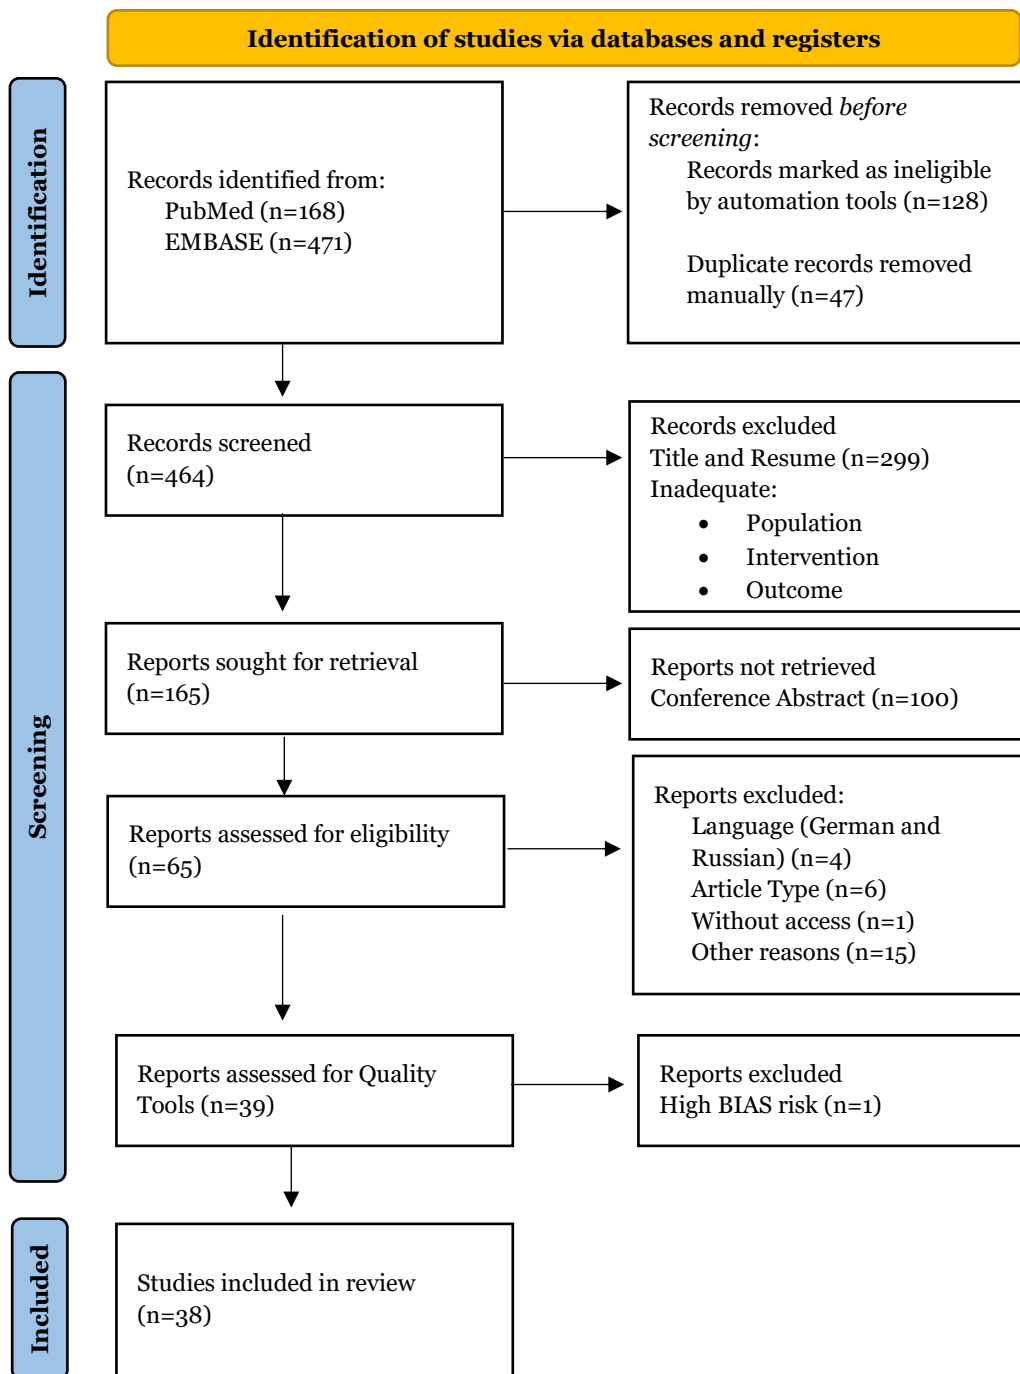 Identification of studies via databases and registers
Identification
Records identified from:
PubMed (n=168)
EMBASE (n=471)
Records removed before
screening:
Records marked as ineligible
by automation tools (n=128)
Duplicate records removed
manually (n=47)
Screening
Records screened
(n=464)
Records excluded
Title and Resume (n=299)
Inadequate:
• Population
• Intervention
• Outcome
Reports sought for retrieval
(n=165)
Reports not retrieved
Conference Abstract (n=100)
Reports assessed for eligibility
(n=65)
Reports excluded:
Language (German and
Russian) (n=4)
Article Type (n=6)
Without access (n=1)
Other reasons (n=15)
Reports assessed for Quality
Tools (n=39)
Reports excluded
High BIAS risk (n=1)
Included
Studies included in review
(n=38)